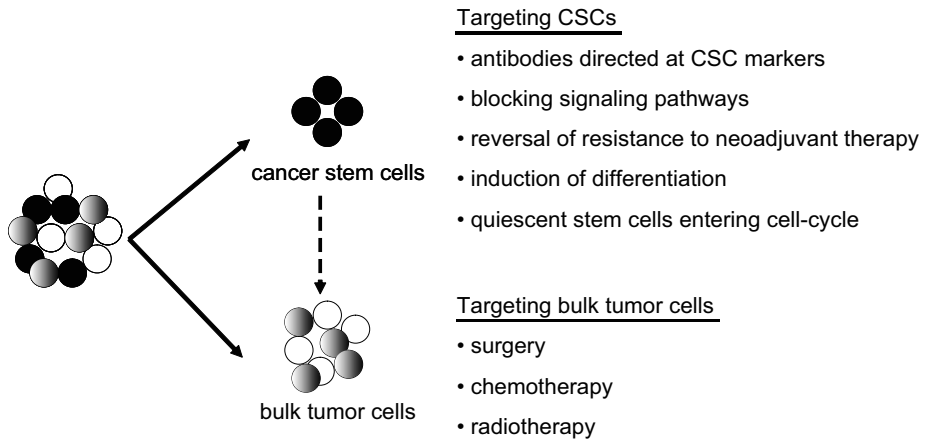 Targeting CSCs
• antibodies directed at CSC markers
• blocking signaling pathways
• reversal of resistance to neoadjuvant therapy
• induction of differentiation
• quiescent stem cells entering cell-cycle
cancer stem cells
Targeting bulk tumor cells
• surgery
• chemotherapy
• radiotherapy
bulk tumor cells